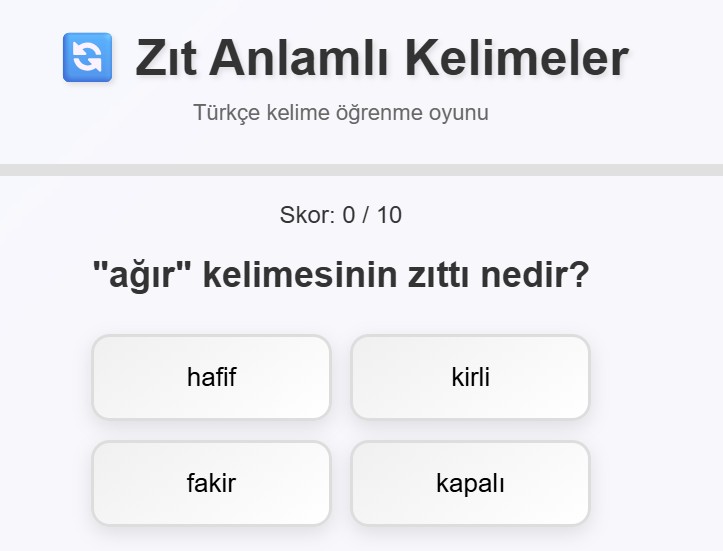 Zıt Anlamlı Kelimeler
Türkçe kelime öğrenme oyunu
Skor: 0 / 10
"ağır" kelimesinin zıttı nedir?
hafif
kirli
fakir
kapalı